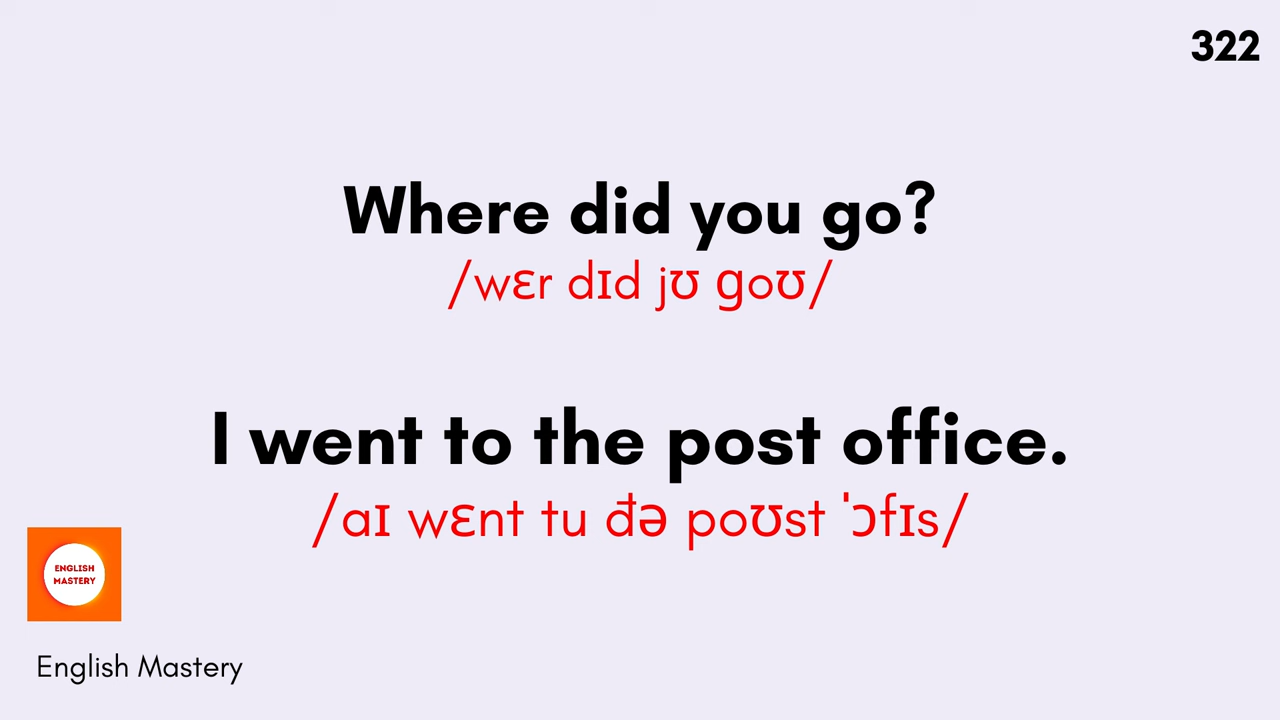 322
Where did you go?
/wɛr dɪd jʊ goʊ/
I went to the post office.
/aɪ wɛnt tu đə poʊst ˈɔfɪs/
ENGLISH
MASTERY
English Mastery